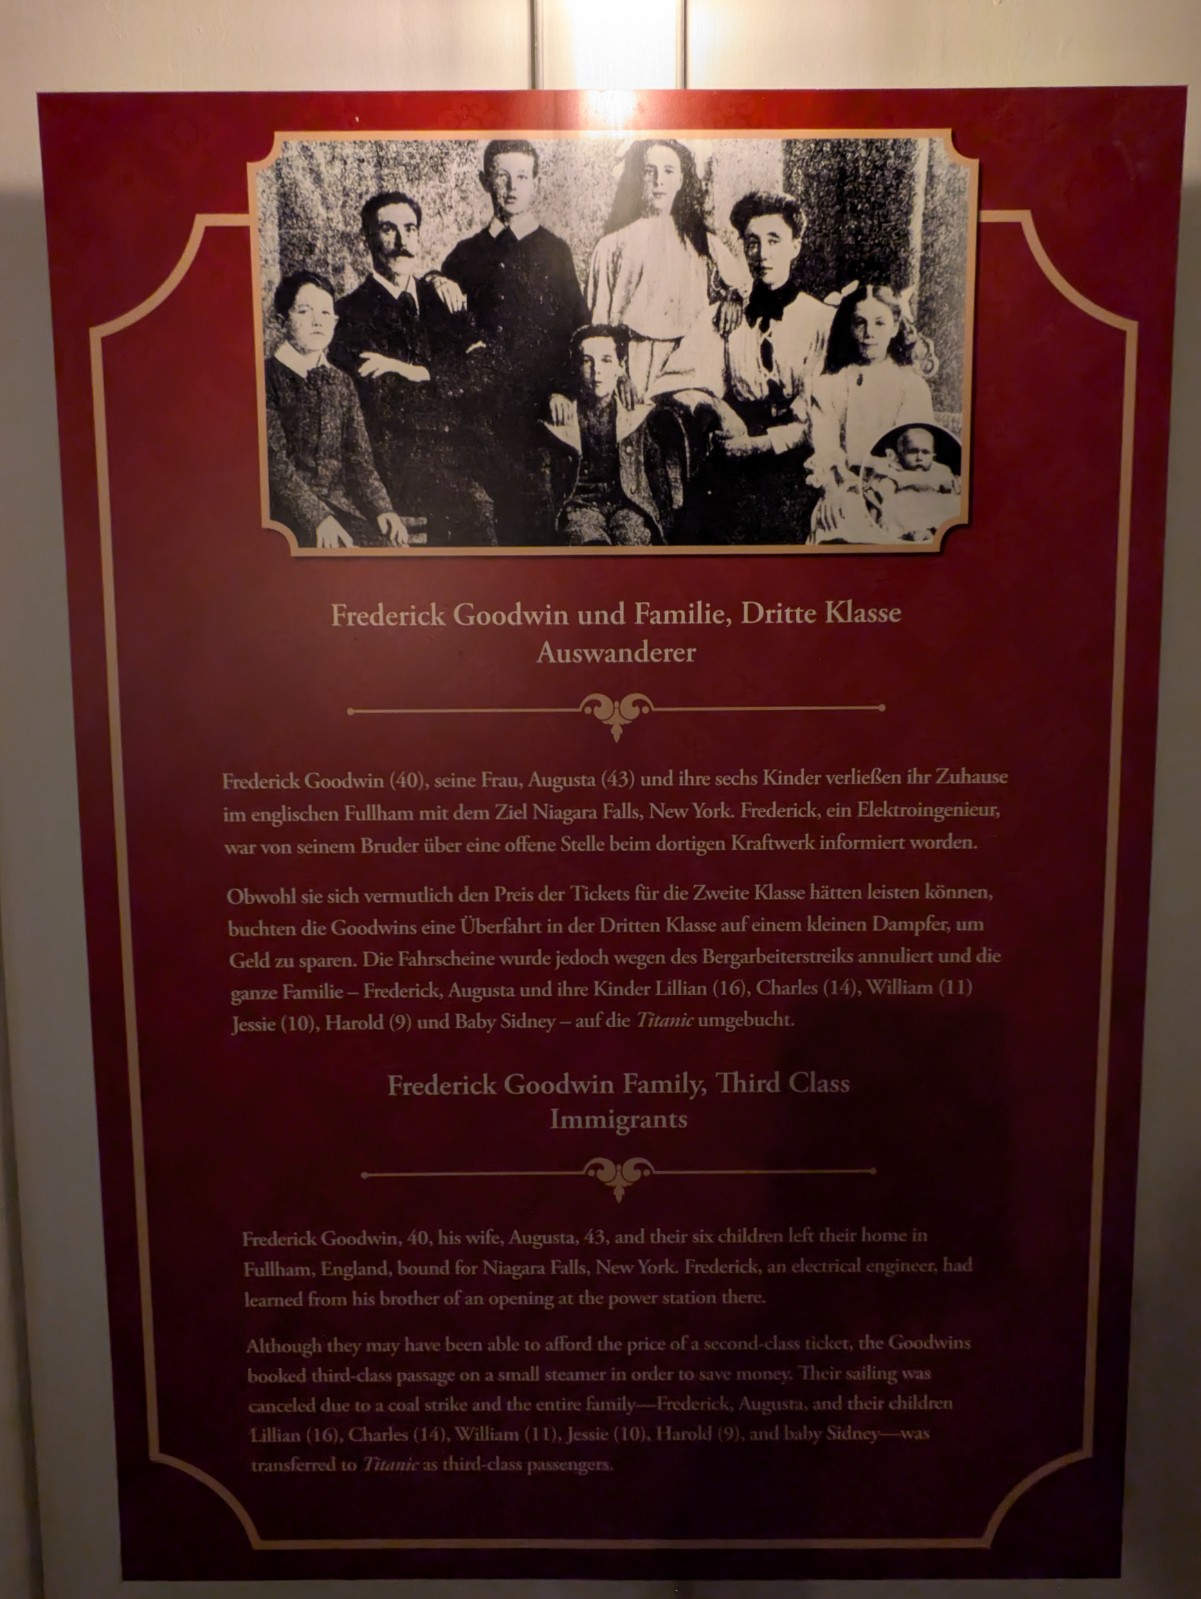 Frederick Goodwin und Familie, Dritte Klasse
Auswanderer
Frederick Goodwin (40), seine Frau, Augusta (43) und ihre sechs Kinder verließen ihr Zuhause
im englischen Fullham mit dem Ziel Niagara Falls, New York. Frederick, ein Elektroingenieur,
war von seinem Bruder über eine offene Stelle beim dortigen Kraftwerk informiert worden.
Obwohl sie sich vermutlich den Preis der Tickets für die Zweite Klasse hätten leisten können,
buchten die Goodwins eine Überfahrt in der Dritten Klasse auf einem kleinen Dampfer, um
Geld zu sparen. Die Fahrscheine wurde jedoch wegen des Bergarbeiterstreiks annuliert und die
ganze Familie – Frederick, Augusta und ihre Kinder Lillian (16), Charles (14), William (11)
Jessie (10), Harold (9) und Baby Sidney – auf die Titanic umgebucht.
Frederick Goodwin Family, Third Class
Immigrants
Frederick Goodwin, 40, his wife, Augusta, 43, and their six children left their home in
Fullham, England, bound for Niagara Falls, New York. Frederick, an electrical engineer, had
learned from his brother of an opening at the power station there.
Although they may have been able to afford the price of a second-class ticket, the Goodwins
booked third-class passage on a small steamer in order to save money. Their sailing was
canceled due to a coal strike and the entire family—Frederick, Augusta, and their children
Lillian (16), Charles (14), William (11), Jessie (10), Harold (9), and baby Sidney—was
transferred to Titanic as third-class passengers.